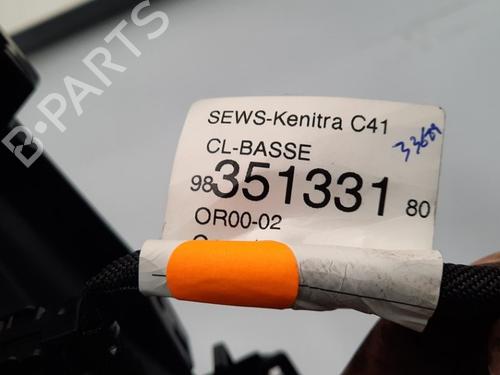 B-PARTS
SEWS-Kenitra C41
CL-BASSE
98 351331 80
OR00-02